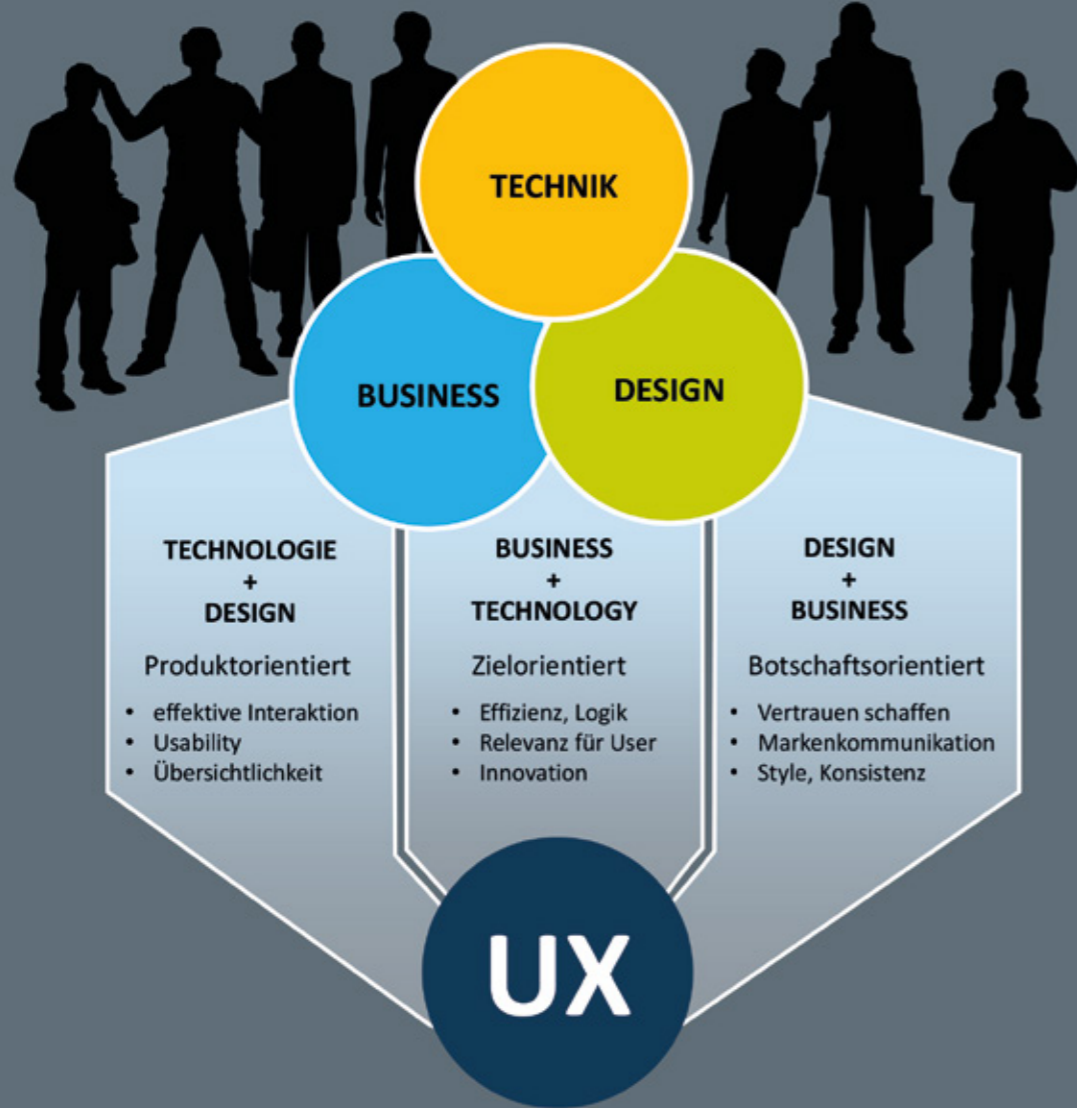 TECHNIK
BUSINESS
DESIGN
TECHNOLOGIE
+
DESIGN
Produktorientiert
• effektive Interaktion
• Usability
• Übersichtlichkeit
BUSINESS
+
TECHNOLOGY
Zielorientiert
• Effizienz, Logik
• Relevanz für User
• Innovation
DESIGN
+
BUSINESS
Botschaftsorientiert
• Vertrauen schaffen
• Markenkommunikation
• Style, Konsistenz
UX